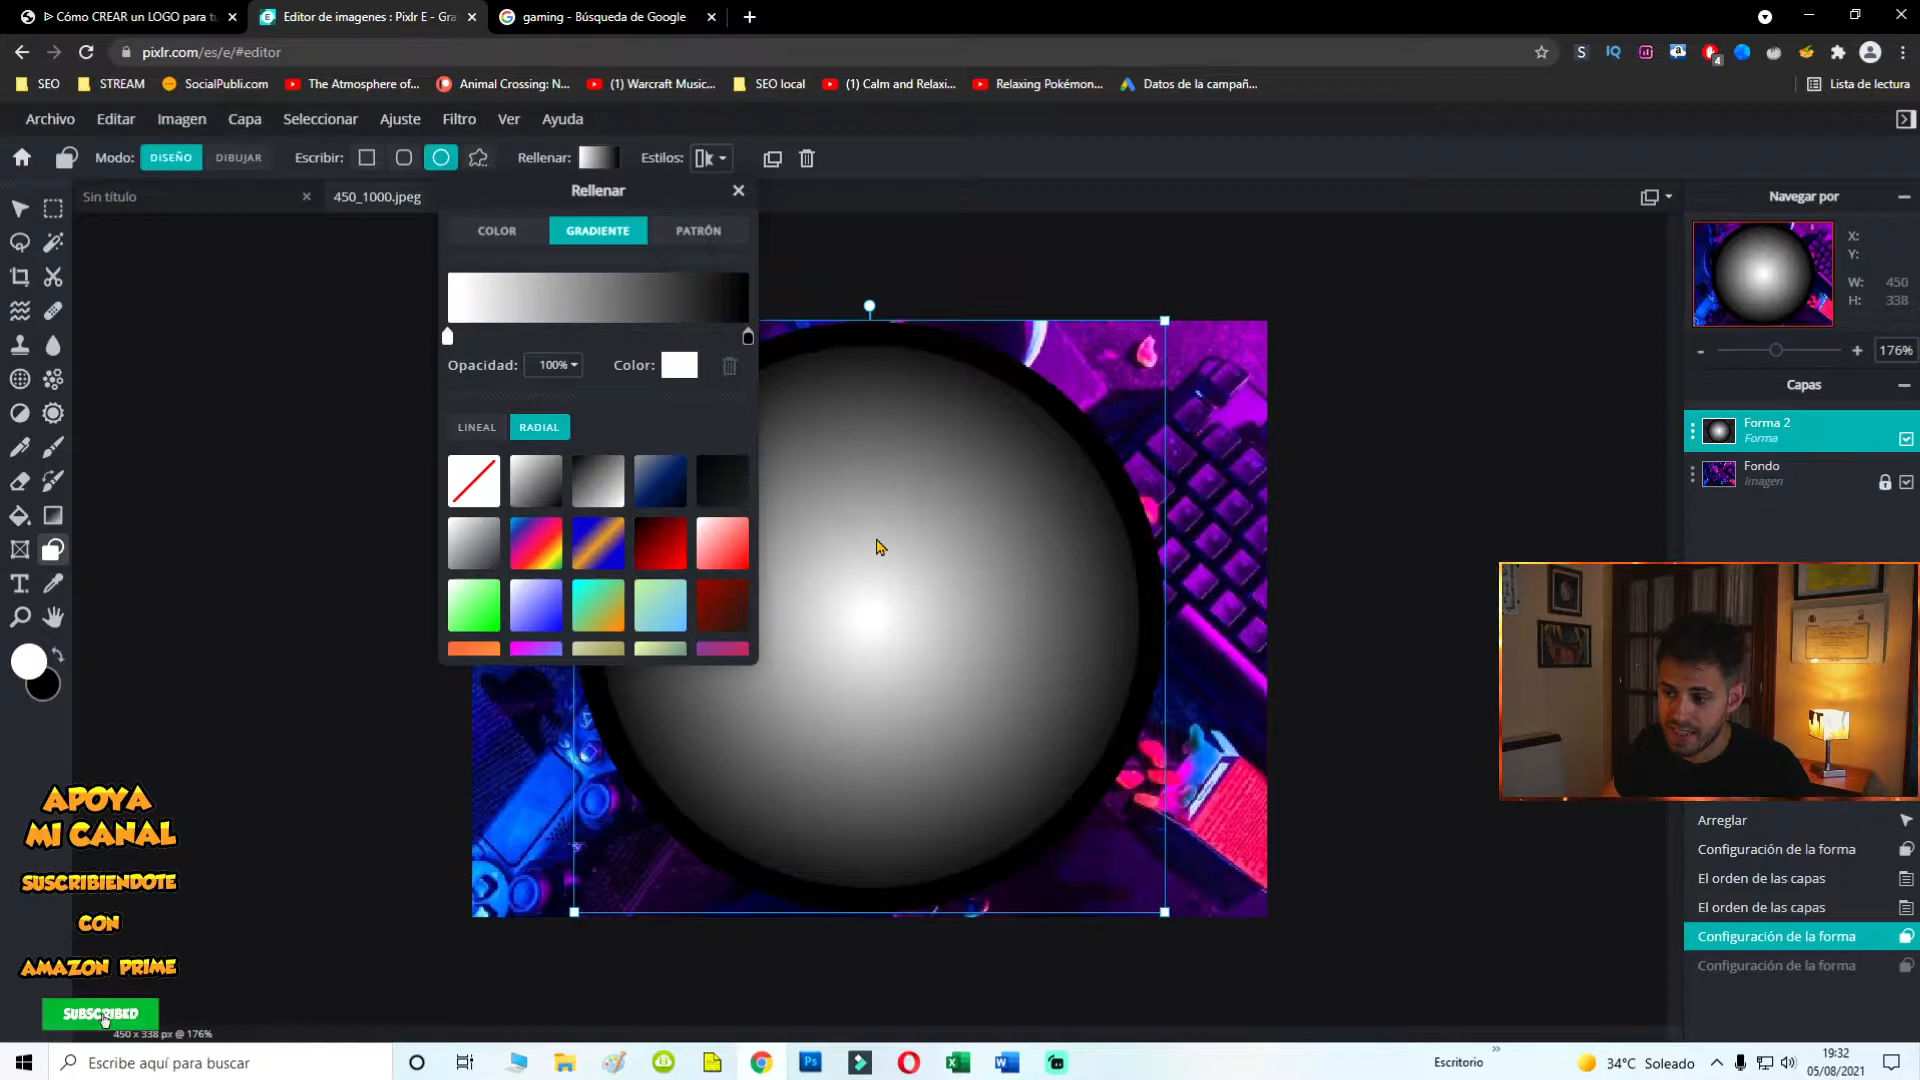 ᐅ Cómo CREAR un LOGO para tu
Editor de imagenes : Pixlr E - Gra
gaming - Búsqueda de Google
pixlr.com/es/e/#editor
SEO
STREAM
SocialPubli.com
The Atmosphere of...
Animal Crossing: N...
(1) Warcraft Music...
SEO local
(1) Calm and Relaxi...
Relaxing Pokémon...
Datos de la campañ...
Lista de lectura
Archivo Editar Imagen Capa Seleccionar Ajuste Filtro Ver Ayuda
Modo: DISEÑO DIBUJAR Escribir: Rellenar: Estilos:
Sin título
450_1000.jpeg
Rellenar
COLOR GRADIENTE PATRÓN
Opacidad: 100% Color:
LINEAL RADIAL
Navegar por
X:
Y:
W: 450
H: 338
176%
Capas
Forma 2
Forma
Fondo
Imagen
Arreglar
Configuración de la forma
El orden de las capas
El orden de las capas
Configuración de la forma
Configuración de la forma
APOYA
MI CANAL
SUSCRIBIENDOTE
CON
AMAZON PRIME
SUBSCRIBED
450 x 338 px @ 176%
Escribe aquí para buscar
Escritorio
34°C Soleado
19:32
05/08/2021